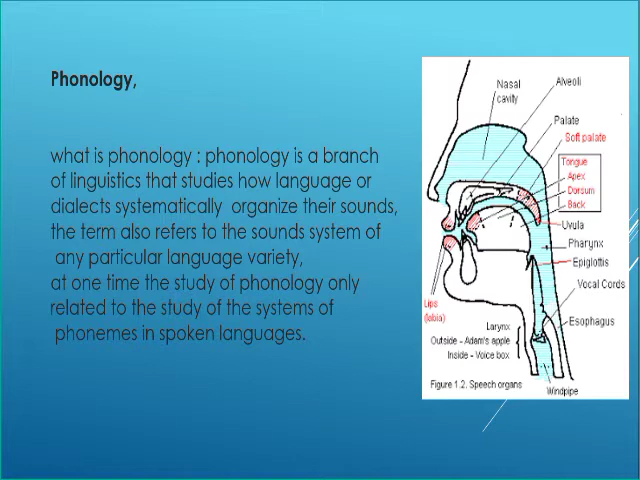 Phonology,
what is phonology : phonology is a branch
of linguistics that studies how language or
dialects systematically organize their sounds,
the term also refers to the sounds system of
any particular language variety,
at one time the study of phonology only
related to the study of the systems of
phonemes in spoken languages.
Nasal
cavity
Alveoli
Palate
Soft palate
Tongue
Apex
Dorsum
Back
Uvula
Pharynx
Epiglottis
Vocal Cords
Esophagus
Lips
(labia)
Larynx
Outside - Adam's apple
Inside - Voice box
Figure 1.2. Speech organs
Windpipe